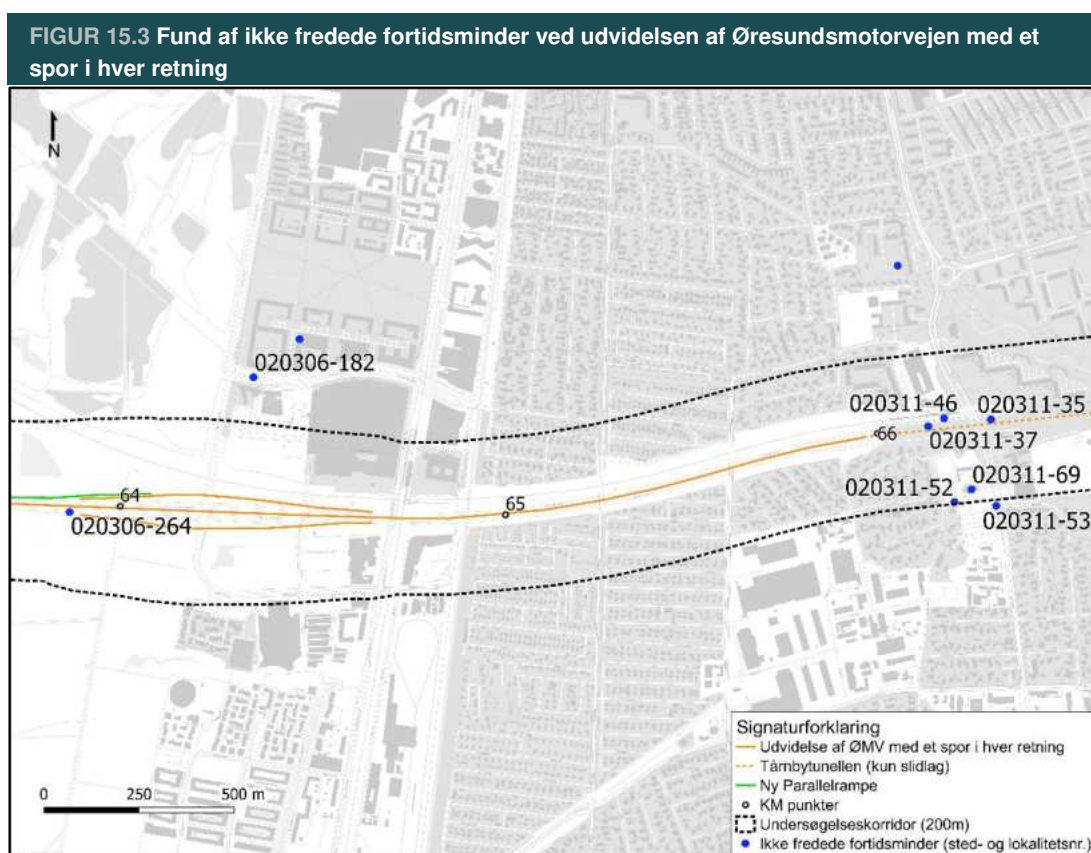 FIGUR 15.3 Fund af ikke fredede fortidsminder ved udvidelsen af Øresundsmotorvejen med et
spor i hver retning
N
020306-182
020311-46
020311-35
66
020311-37
020311-69
020311-52
020311-53
64
65
020306-264
Signaturforklaring
Udvidelse af ØMV med et spor i hver retning
Tårnbytunellen (kun slidlag)
Ny Parallelrampe
KM punkter
Undersøgelseskorridor (200m)
Ikke fredede fortidsminder (sted- og lokalitetsnr.)
0 250 500 m